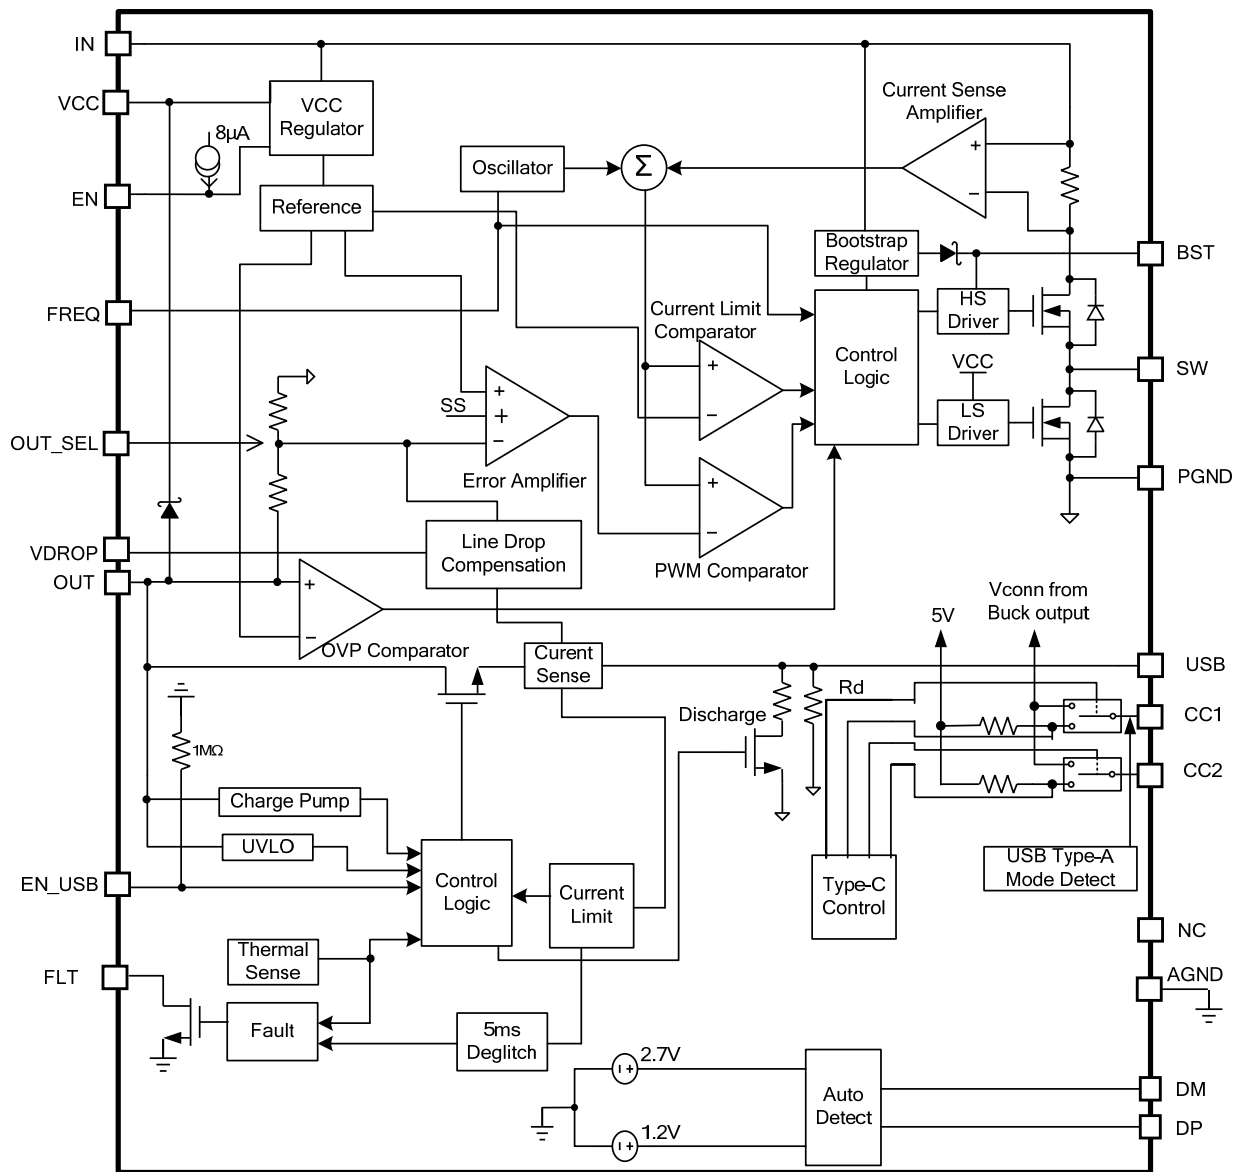 IN
VCC
VCC
Regulator
8µA
EN
Reference
Oscillator
Σ
Current Sense
Amplifier
+
−
Bootstrap
Regulator
BST
FREQ
HS
Driver
Current Limit
Comparator
+
−
Control
Logic
SW
VCC
LS
Driver
OUT_SEL
SS
+
+
−
Error Amplifier
PGND
+
−
PWM Comparator
VDROP
Line Drop
Compensation
OUT
+
−
OVP Comparator
Curent
Sense
5V
Vconn from
Buck output
USB
Rd
CC1
CC2
Discharge
1MΩ
Charge Pump
UVLO
EN_USB
Control
Logic
Current
Limit
Type-C
Control
USB Type-A
Mode Detect
NC
AGND
Thermal
Sense
FLT
Fault
5ms
Deglitch
2.7V
1.2V
Auto
Detect
DM
DP